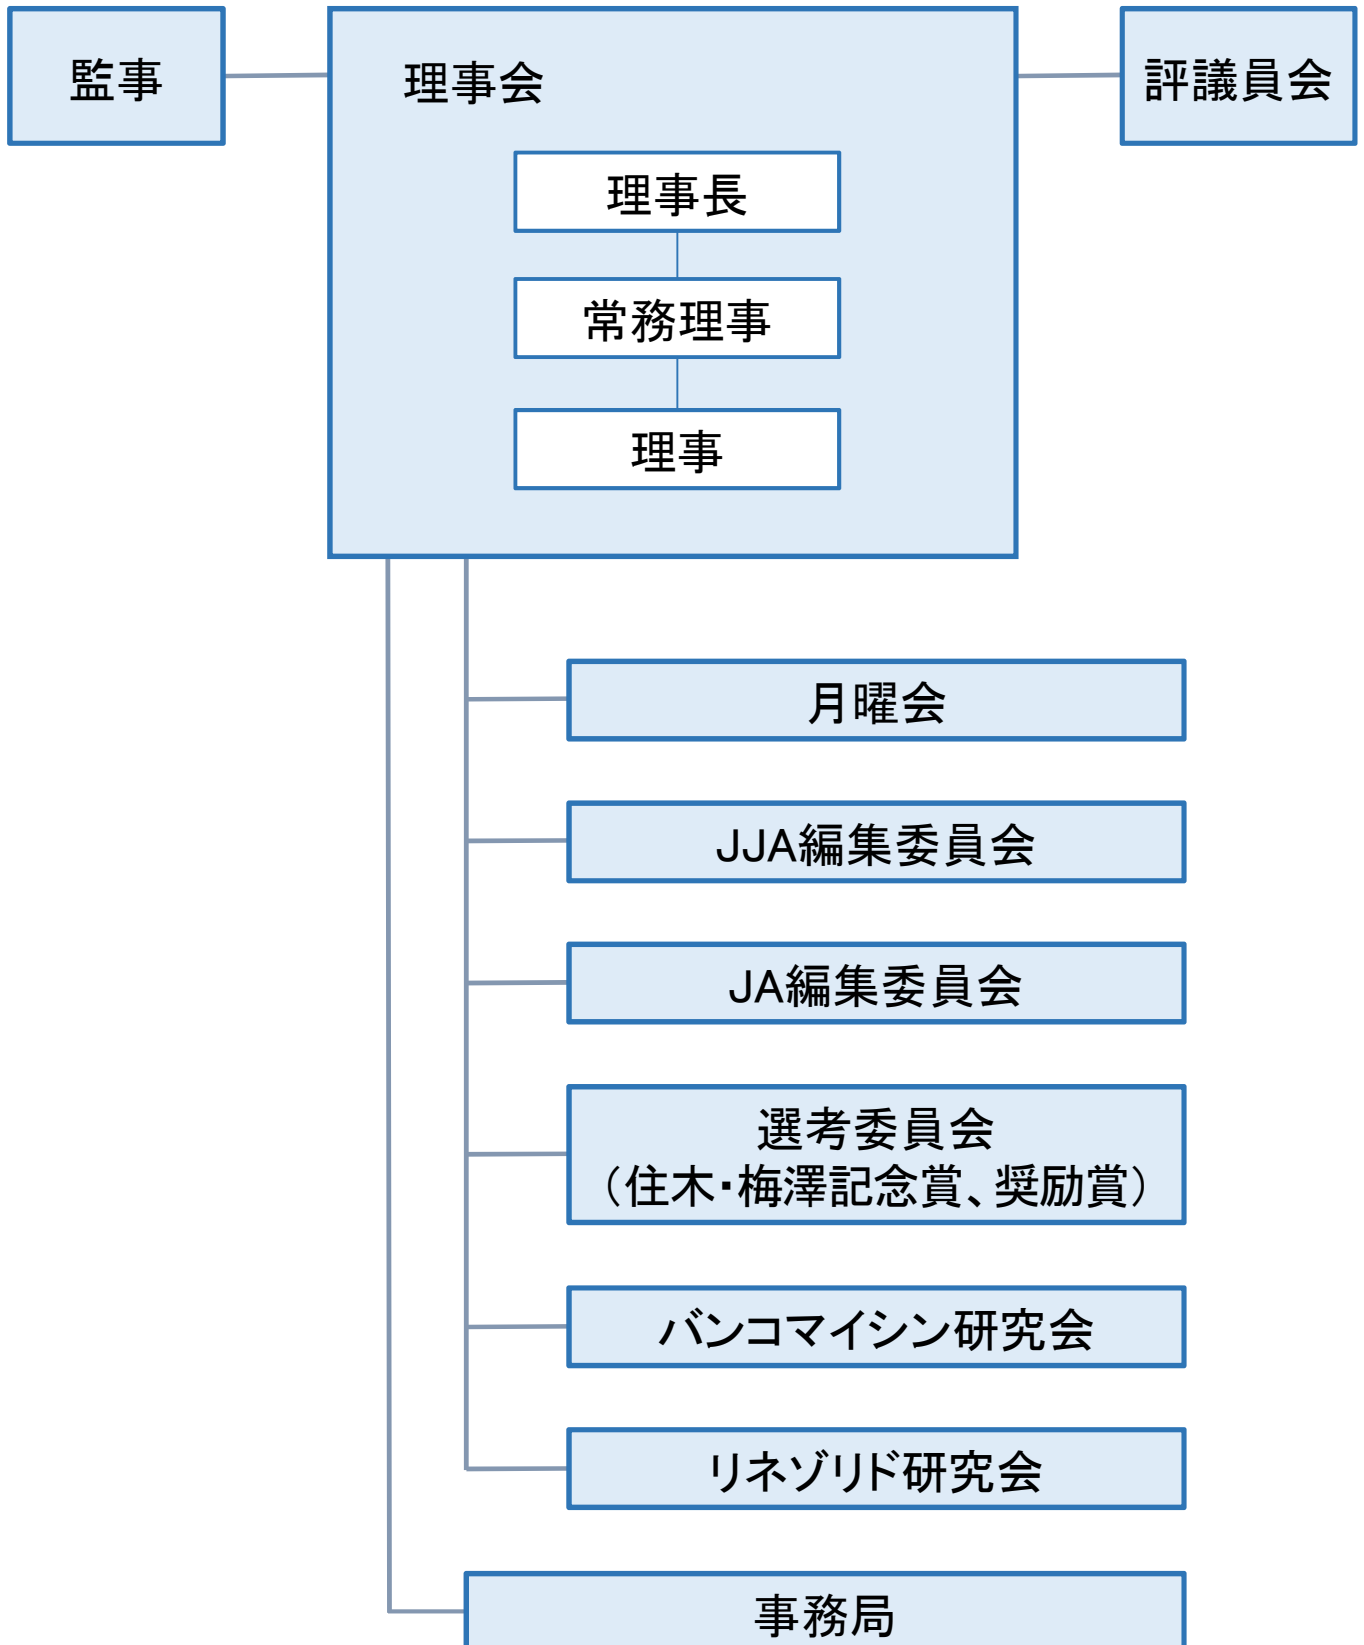 監事
理事会
評議員会
理事長
常務理事
理事
月曜会
JJA編集委員会
JA編集委員会
選考委員会
（住木・梅澤記念賞、奨励賞）
バンコマイシン研究会
リネゾリド研究会
事務局